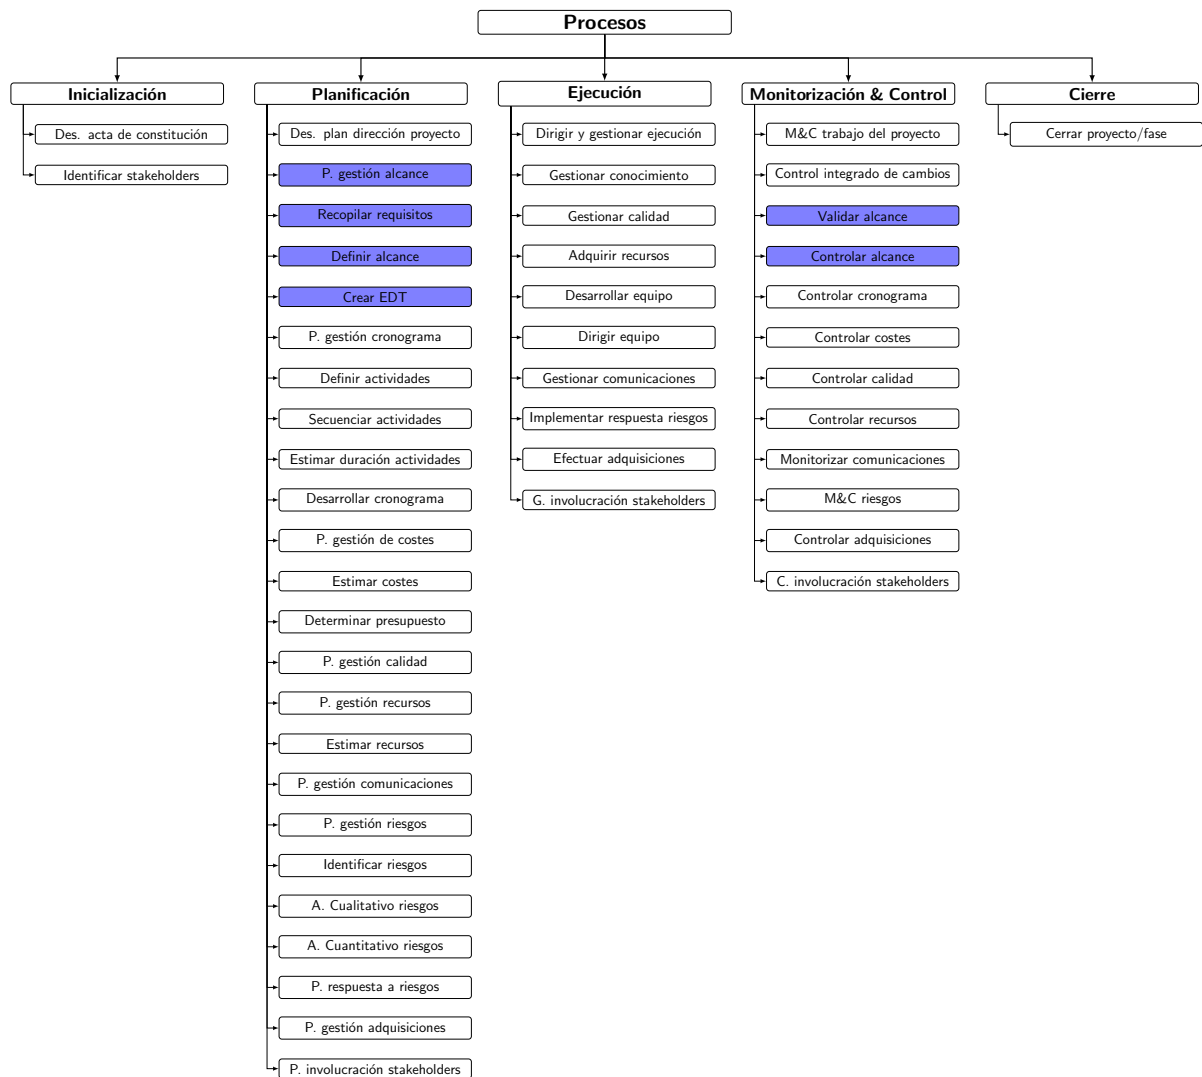 Procesos
Inicialización
Des. acta de constitución
Identificar stakeholders
Planificación
Des. plan dirección proyecto
P. gestión alcance
Recopilar requisitos
Definir alcance
Crear EDT
P. gestión cronograma
Definir actividades
Secuenciar actividades
Estimar duración actividades
Desarrollar cronograma
P. gestión de costes
Estimar costes
Determinar presupuesto
P. gestión calidad
P. gestión recursos
Estimar recursos
P. gestión comunicaciones
P. gestión riesgos
Identificar riesgos
A. Cualitativo riesgos
A. Cuantitativo riesgos
P. respuesta a riesgos
P. gestión adquisiciones
P. involucración stakeholders
Ejecución
Dirigir y gestionar ejecución
Gestionar conocimiento
Gestionar calidad
Adquirir recursos
Desarrollar equipo
Dirigir equipo
Gestionar comunicaciones
Implementar respuesta riesgos
Efectuar adquisiciones
G. involucración stakeholders
Monitorización & Control
M&C trabajo del proyecto
Control integrado de cambios
Validar alcance
Controlar alcance
Controlar cronograma
Controlar costes
Controlar calidad
Controlar recursos
Monitorizar comunicaciones
M&C riesgos
Controlar adquisiciones
C. involucración stakeholders
Cierre
Cerrar proyecto/fase